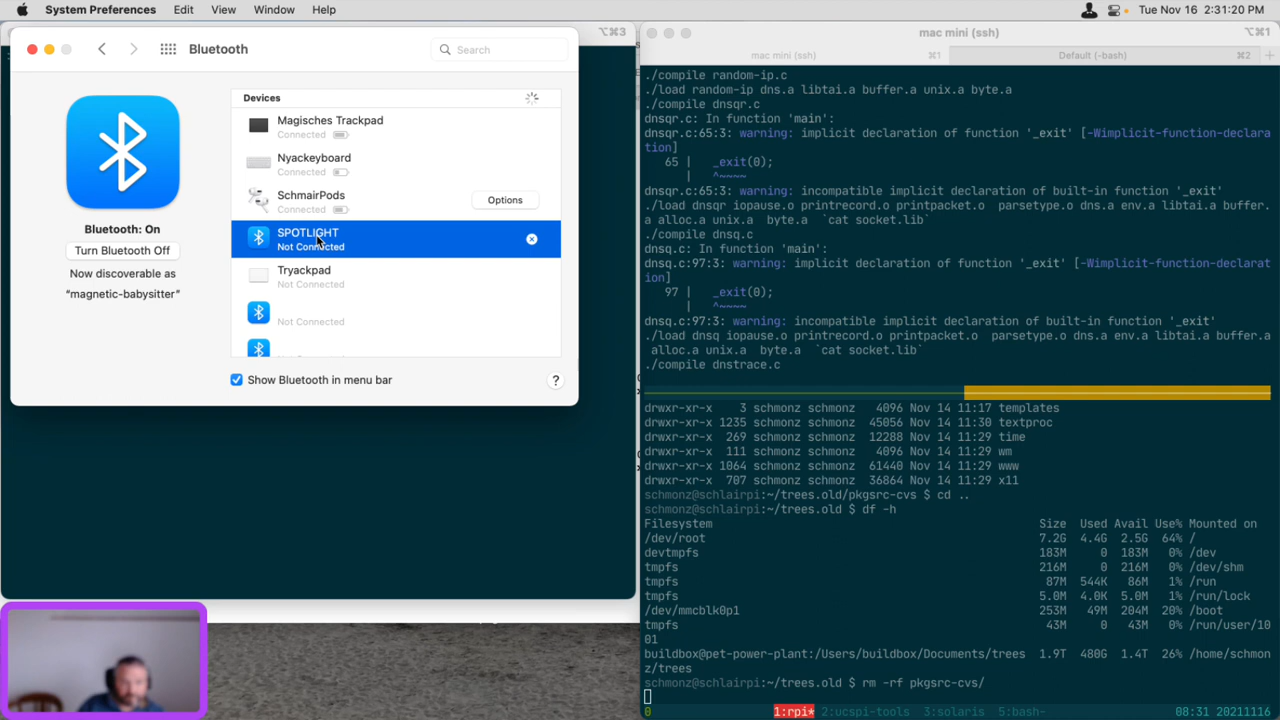 System Preferences Edit View Window Help
Tue Nov 16 2:31:20 PM
⌥⌘3
Bluetooth
Search
Devices
Magisches Trackpad
Connected
Nyackeyboard
Connected
SchmairPods
Connected
Options
SPOTLIGHT
Not Connected
Tryackpad
Not Connected
Not Connected
Bluetooth: On
Turn Bluetooth Off
Now discoverable as
“magnetic-babysitter”
Show Bluetooth in menu bar
?
mac mini (ssh)
⌥⌘1
mac mini (ssh) ⌘1 Default (-bash) ⌘2 +
./compile random-ip.c
./load random-ip dns.a libtai.a buffer.a unix.a byte.a
./compile dnsqr.c
dnsqr.c: In function 'main':
dnsqr.c:65:3: warning: implicit declaration of function '_exit' [-Wimplicit-function-declara
tion]
65 | _exit(0);
| ^~~~~
dnsqr.c:65:3: warning: incompatible implicit declaration of built-in function '_exit'
./load dnsqr iopause.o printrecord.o printpacket.o parsetype.o dns.a env.a libtai.a buffer.
a alloc.a unix.a byte.a `cat socket.lib`
./compile dnsq.c
dnsq.c: In function 'main':
dnsq.c:97:3: warning: implicit declaration of function '_exit' [-Wimplicit-function-declarat
ion]
97 | _exit(0);
| ^~~~~
dnsq.c:97:3: warning: incompatible implicit declaration of built-in function '_exit'
./load dnsq iopause.o printrecord.o printpacket.o parsetype.o dns.a env.a libtai.a buffer.a
alloc.a unix.a byte.a `cat socket.lib`
./compile dnstrace.c
drwxr-xr-x 3 schmonz schmonz 4096 Nov 14 11:17 templates
drwxr-xr-x 1235 schmonz schmonz 45056 Nov 14 11:30 textproc
drwxr-xr-x 269 schmonz schmonz 12288 Nov 14 11:29 time
drwxr-xr-x 111 schmonz schmonz 4096 Nov 14 11:29 wm
drwxr-xr-x 1064 schmonz schmonz 61440 Nov 14 11:29 www
drwxr-xr-x 707 schmonz schmonz 36864 Nov 14 11:29 x11
schmonz@schlairpi:~/trees.old/pkgsrc-cvs $ cd ..
schmonz@schlairpi:~/trees.old $ df -h
Filesystem Size Used Avail Use% Mounted on
/dev/root 7.2G 4.4G 2.5G 64% /
devtmpfs 183M 0 183M 0% /dev
tmpfs 216M 0 216M 0% /dev/shm
tmpfs 87M 544K 86M 1% /run
tmpfs 5.0M 4.0K 5.0M 1% /run/lock
/dev/mmcblk0p1 253M 49M 204M 20% /boot
tmpfs 43M 0 43M 0% /run/user/10
01
buildbox@pet-power-plant:/Users/buildbox/Documents/trees 1.9T 480G 1.4T 26% /home/schmon
z/trees
schmonz@schlairpi:~/trees.old $ rm -rf pkgsrc-cvs/
0 1:rpi* 2:ucspi-tools 3:solaris 5:bash- 08:31 20211116